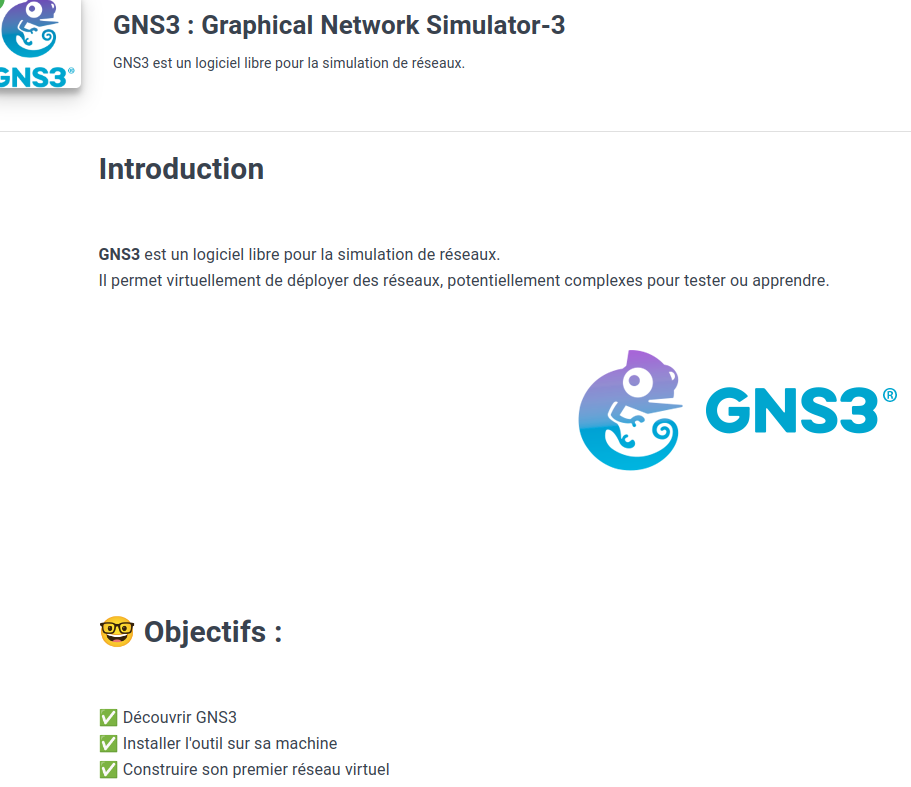 GNS3 : Graphical Network Simulator-3
GNS3®
GNS3 est un logiciel libre pour la simulation de réseaux.
Introduction
GNS3 est un logiciel libre pour la simulation de réseaux.
Il permet virtuellement de déployer des réseaux, potentiellement complexes pour tester ou apprendre.
GNS3®
🤓 Objectifs :
✅ Découvrir GNS3
✅ Installer l'outil sur sa machine
✅ Construire son premier réseau virtuel